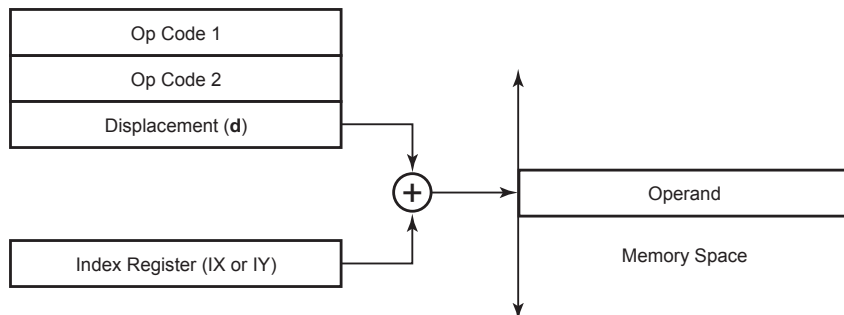 Op Code 1
Op Code 2
Displacement (d)
+
Operand
Index Register (IX or IY)
Memory Space